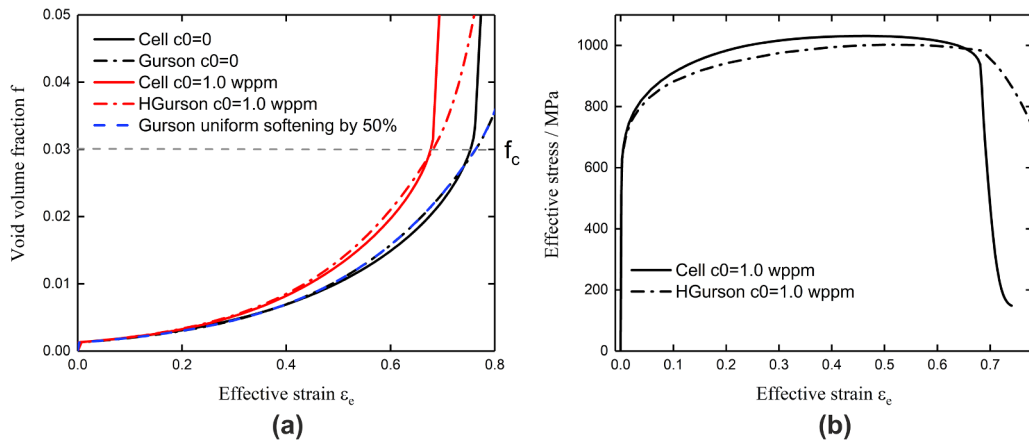 0.05
0.04
0.03
0.02
0.01
0.00
Void volume fraction f
Cell c0=0
Gurson c0=0
Cell c0=1.0 wppm
HGurson c0=1.0 wppm
Gurson uniform softening by 50%
f_c
0.0 0.2 0.4 0.6 0.8
Effective strain ε_e
(a)
1000
800
600
400
200
0
Effective stress / MPa
Cell c0=1.0 wppm
HGurson c0=1.0 wppm
0.0 0.1 0.2 0.3 0.4 0.5 0.6 0.7
Effective strain ε_e
(b)